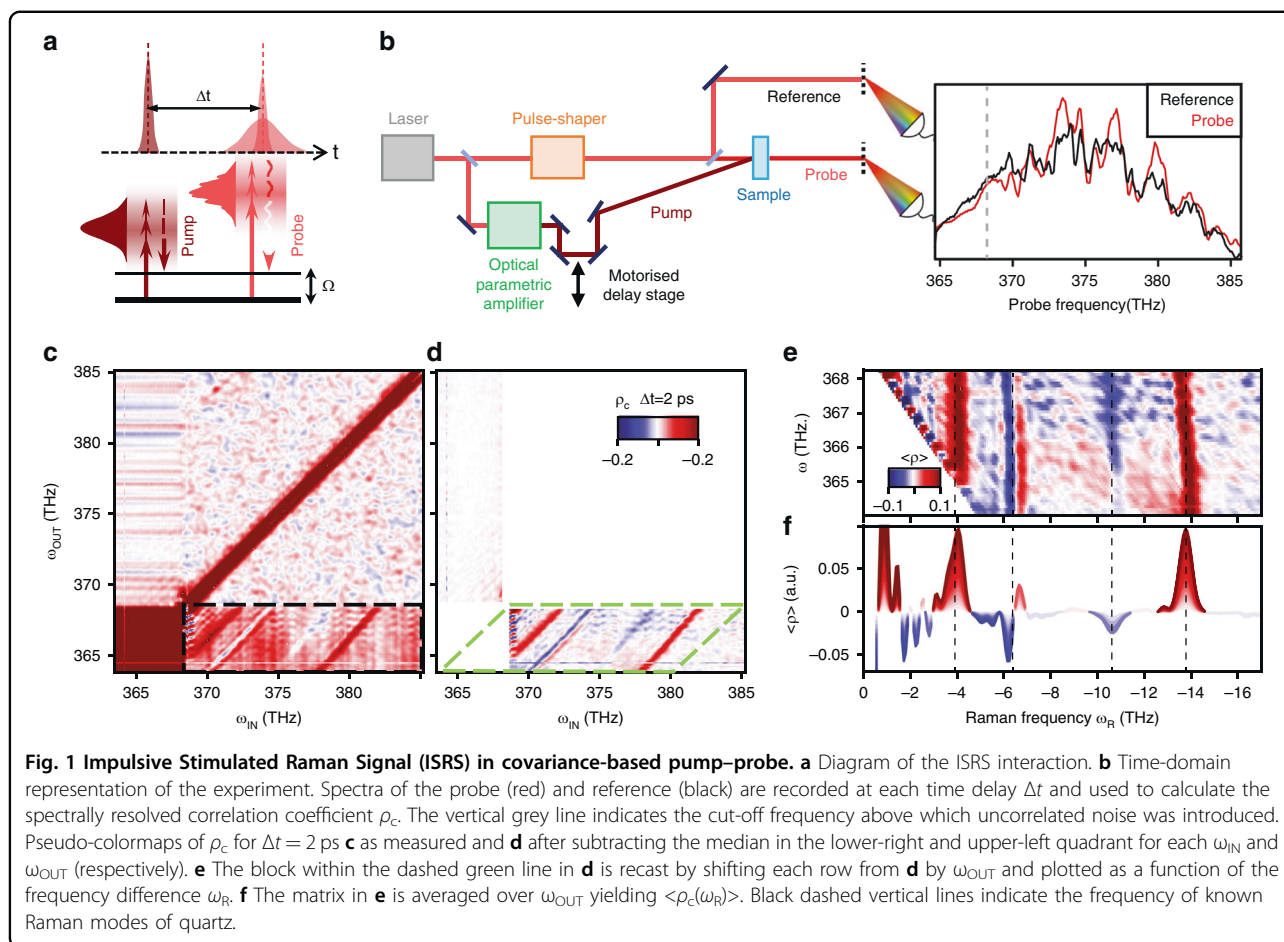 a
Δt
t
Pump
Probe
Ω
b
Laser
Pulse-shaper
Reference
Sample
Probe
Pump
Optical
parametric
amplifier
Motorised
delay stage
Reference
Probe
365 370 375 380 385
Probe frequency(THz)
c
385
380
375
370
365
ω_OUT (THz)
365 370 375 380
ω_IN (THz)
d
ρ_c Δt=2 ps
−0.2 −0.2
365 370 375 380 385
ω_IN (THz)
e
368
367
366
365
ω (THz.)
<ρ>
−0.1 0.1
f
0.05
0
−0.05
<ρ> (a.u.)
0 −2 −4 −6 −8 −10 −12 −14 −16
Raman frequency ω_R (THz)
Fig. 1 Impulsive Stimulated Raman Signal (ISRS) in covariance-based pump–probe. a Diagram of the ISRS interaction. b Time-domain
representation of the experiment. Spectra of the probe (red) and reference (black) are recorded at each time delay Δt and used to calculate the
spectrally resolved correlation coefficient ρ_c. The vertical grey line indicates the cut-off frequency above which uncorrelated noise was introduced.
Pseudo-colormaps of ρ_c for Δt = 2 ps c as measured and d after subtracting the median in the lower-right and upper-left quadrant for each ω_IN and
ω_OUT (respectively). e The block within the dashed green line in d is recast by shifting each row from d by ω_OUT and plotted as a function of the
frequency difference ω_R. f The matrix in e is averaged over ω_OUT yielding <ρ_c(ω_R)>. Black dashed vertical lines indicate the frequency of known
Raman modes of quartz.